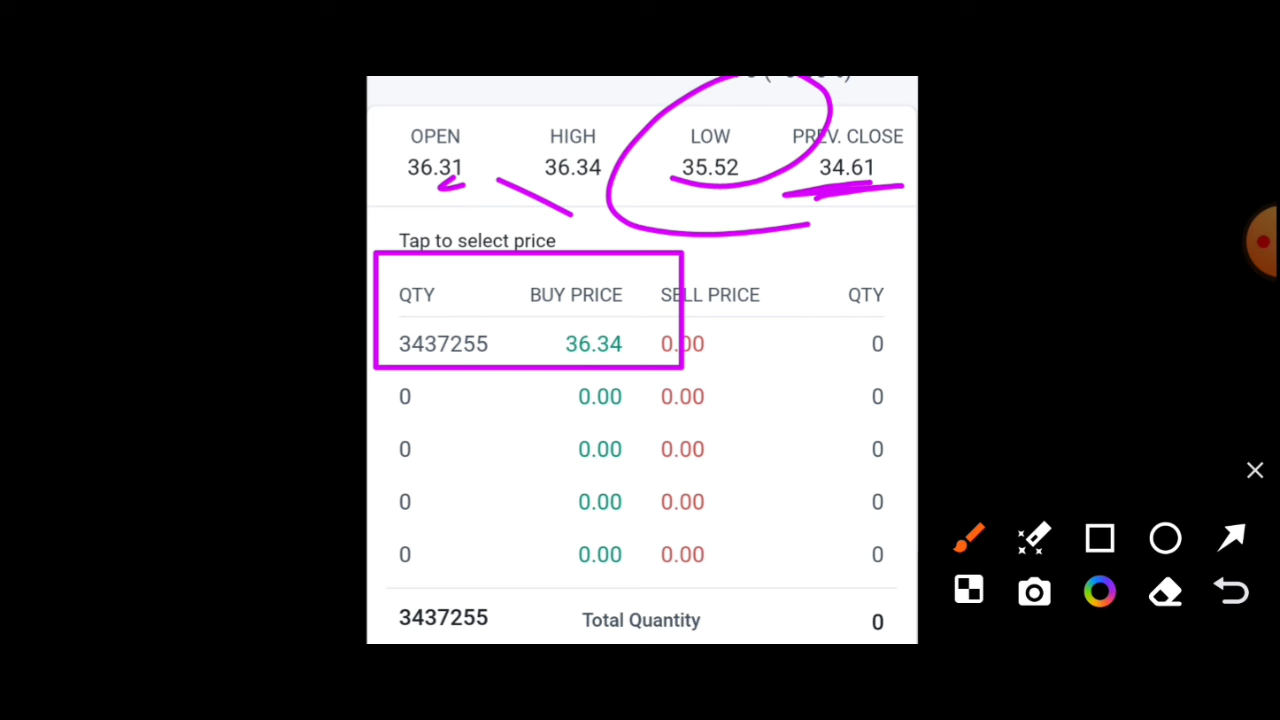 OPEN HIGH LOW PREV. CLOSE
36.31 36.34 35.52 34.61
Tap to select price
QTY BUY PRICE SELL PRICE QTY
3437255 36.34 0.00 0
0 0.00 0.00 0
0 0.00 0.00 0
0 0.00 0.00 0
0 0.00 0.00 0
3437255 Total Quantity 0